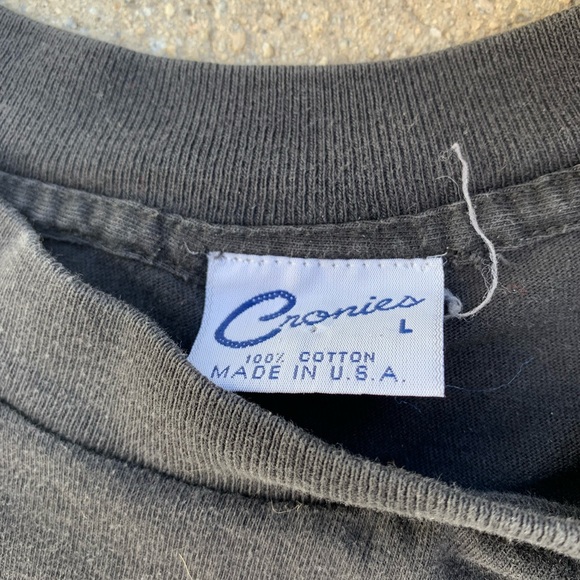 Cronies
L
100% COTTON
MADE IN U.S.A.